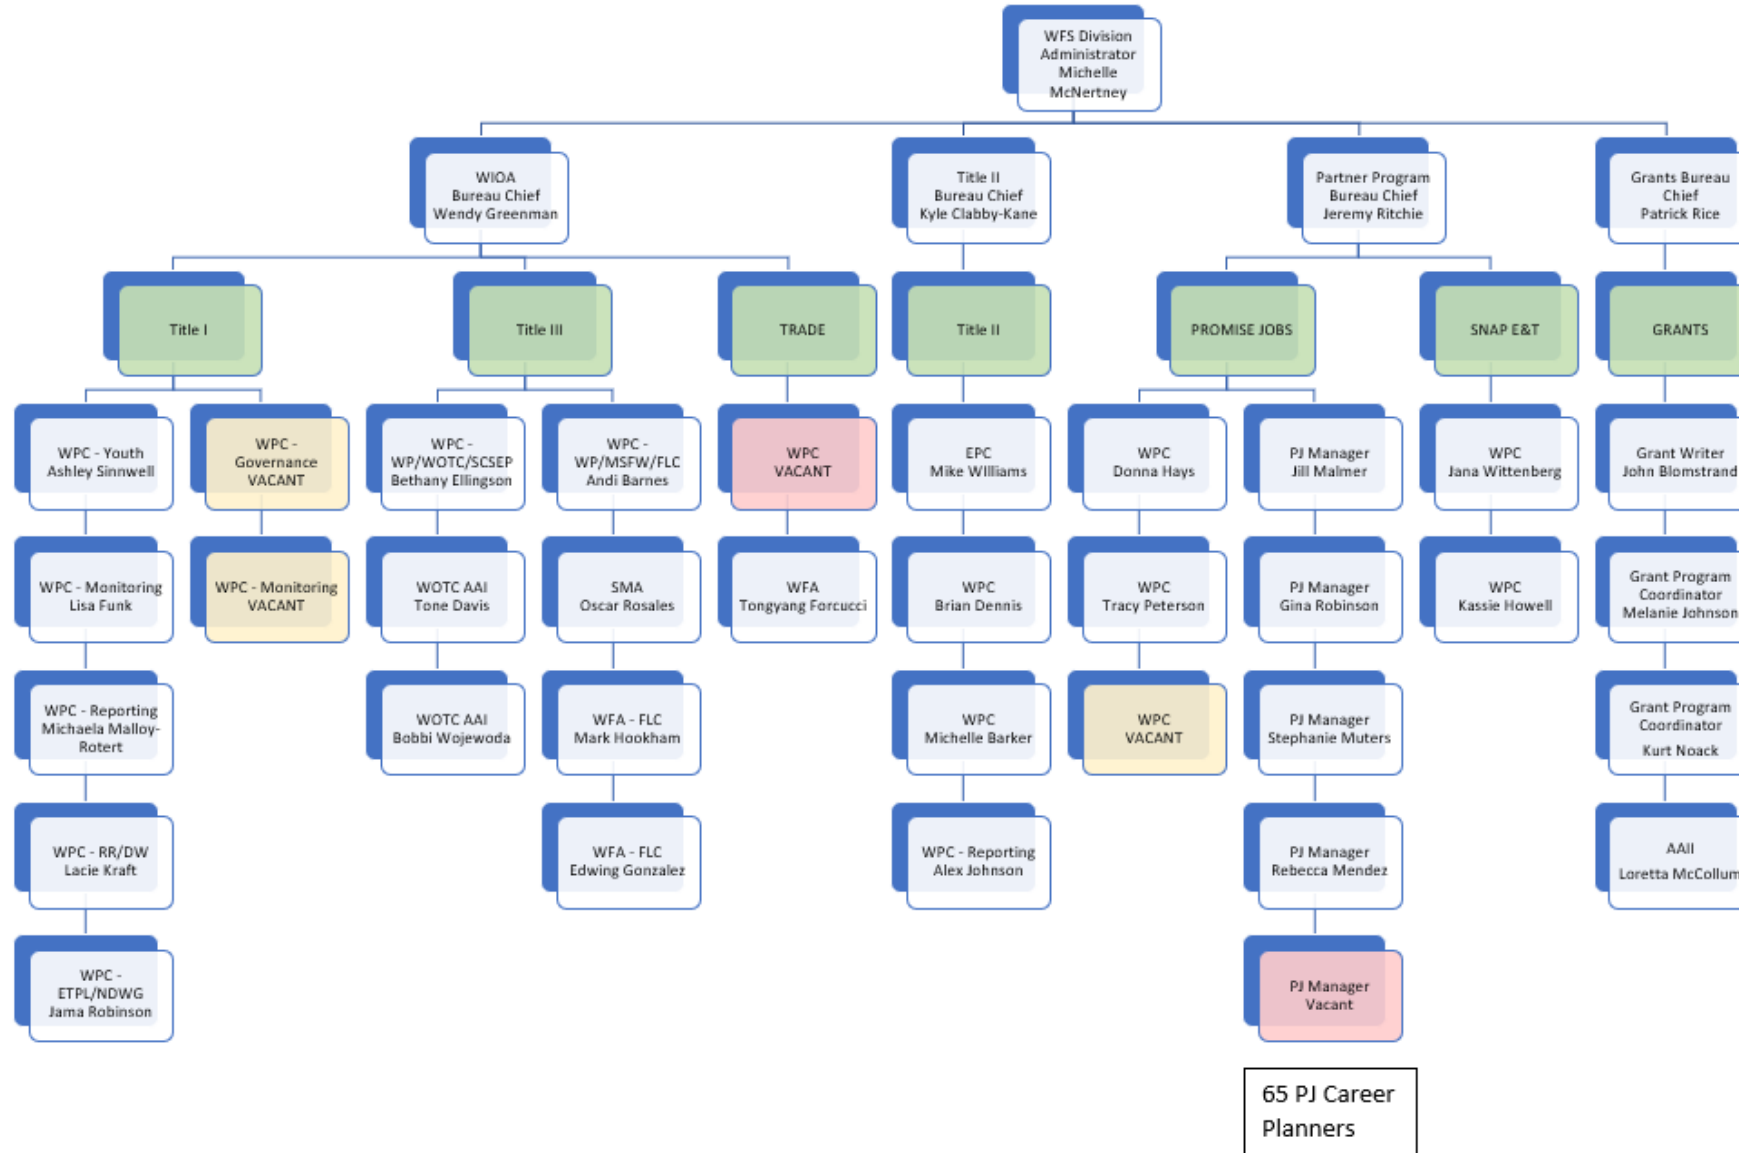 WFS Division
Administrator
Michelle
McNertney
WIOA
Bureau Chief
Wendy Greenman
Title II
Bureau Chief
Kyle Clabby-Kane
Partner Program
Bureau Chief
Jeremy Ritchie
Grants Bureau
Chief
Patrick Rice
Title I
Title III
TRADE
Title II
PROMISE JOBS
SNAP E&T
GRANTS
WPC - Youth
Ashley Sinnwell
WPC -
Governance
VACANT
WPC -
WP/WOTC/SCSEP
Bethany Ellingson
WPC -
WP/MSFW/FLC
Andi Barnes
WPC
VACANT
EPC
Mike Williams
WPC
Donna Hays
PJ Manager
Jill Malmer
WPC
Jana Wittenberg
Grant Writer
John Blomstrand
WPC - Monitoring
Lisa Funk
WPC - Monitoring
VACANT
WOTC AAI
Tone Davis
SMA
Oscar Rosales
WFA
Tongyang Forcucci
WPC
Brian Dennis
WPC
Tracy Peterson
PJ Manager
Gina Robinson
WPC
Kassie Howell
Grant Program
Coordinator
Melanie Johnson
WPC - Reporting
Michaela Malloy-
Rotert
WOTC AAI
Bobbi Wojewoda
WFA - FLC
Mark Hookham
WPC
Michelle Barker
WPC
VACANT
PJ Manager
Stephanie Muters
Grant Program
Coordinator
Kurt Noack
WPC - RR/DW
Lacie Kraft
WFA - FLC
Edwing Gonzalez
WPC - Reporting
Alex Johnson
PJ Manager
Rebecca Mendez
AAII
Loretta McCollum
WPC -
ETPL/NDWG
Jama Robinson
PJ Manager
Vacant
65 PJ Career
Planners